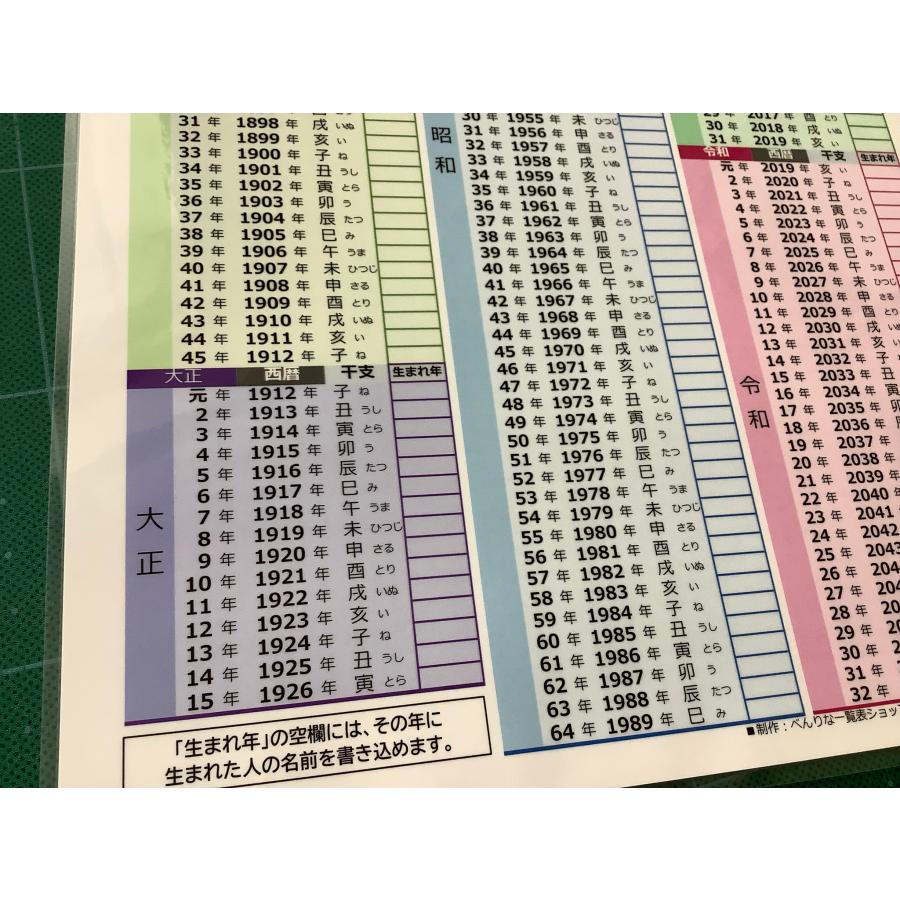 31 年 1898 年 戌 いぬ
32 年 1899 年 亥 い
33 年 1900 年 子 ね
34 年 1901 年 丑 うし
35 年 1902 年 寅 とら
36 年 1903 年 卯 う
37 年 1904 年 辰 たつ
38 年 1905 年 巳 み
39 年 1906 年 午 うま
40 年 1907 年 未 ひつじ
41 年 1908 年 申 さる
42 年 1909 年 酉 とり
43 年 1910 年 戌 いぬ
44 年 1911 年 亥 い
45 年 1912 年 子 ね
大正 西暦 干支 生まれ年
大正
元 年 1912 年 子 ね
2 年 1913 年 丑 うし
3 年 1914 年 寅 とら
4 年 1915 年 卯 う
5 年 1916 年 辰 たつ
6 年 1917 年 巳 み
7 年 1918 年 午 うま
8 年 1919 年 未 ひつじ
9 年 1920 年 申 さる
10 年 1921 年 酉 とり
11 年 1922 年 戌 いぬ
12 年 1923 年 亥 い
13 年 1924 年 子 ね
14 年 1925 年 丑 うし
15 年 1926 年 寅 とら
「生まれ年」の空欄には、その年に
生まれた人の名前を書き込めます。
昭和
30 年 1955 年 未 ひつじ
31 年 1956 年 申 さる
32 年 1957 年 酉 とり
33 年 1958 年 戌 いぬ
34 年 1959 年 亥 い
35 年 1960 年 子 ね
36 年 1961 年 丑 うし
37 年 1962 年 寅 とら
38 年 1963 年 卯 う
39 年 1964 年 辰 たつ
40 年 1965 年 巳 み
41 年 1966 年 午 うま
42 年 1967 年 未 ひつじ
43 年 1968 年 申 さる
44 年 1969 年 酉 とり
45 年 1970 年 戌 いぬ
46 年 1971 年 亥 い
47 年 1972 年 子 ね
48 年 1973 年 丑 うし
49 年 1974 年 寅 とら
50 年 1975 年 卯 う
51 年 1976 年 辰 たつ
52 年 1977 年 巳 み
53 年 1978 年 午 うま
54 年 1979 年 未 ひつじ
55 年 1980 年 申 さる
56 年 1981 年 酉 とり
57 年 1982 年 戌 いぬ
58 年 1983 年 亥 い
59 年 1984 年 子 ね
60 年 1985 年 丑 うし
61 年 1986 年 寅 とら
62 年 1987 年 卯 う
63 年 1988 年 辰 たつ
64 年 1989 年 巳 み
29 年 2017 年 酉 とり
30 年 2018 年 戌 いぬ
31 年 2019 年 亥 い
令和 西暦 干支 生まれ年
令和
元 年 2019 年 亥 い
2 年 2020 年 子 ね
3 年 2021 年 丑 うし
4 年 2022 年 寅 とら
5 年 2023 年 卯 う
6 年 2024 年 辰 たつ
7 年 2025 年 巳 み
8 年 2026 年 午 うま
9 年 2027 年 未 ひつじ
10 年 2028 年 申 さる
11 年 2029 年 酉 とり
12 年 2030 年 戌 いぬ
13 年 2031 年 亥 い
14 年 2032 年 子 ね
15 年 2033 年 丑
16 年 2034 年 寅
17 年 2035 年 卯
18 年 2036 年
19 年 2037 年
20 年 2038 年
21 年 2039 年
22 年 2040 年
23 年 2041
24 年 2042
25 年 2043
26 年 204
27 年 204
28 年 20
29 年 20
30 年 2
31 年 2
32 年
■制作：べんりな一覧表ショップ